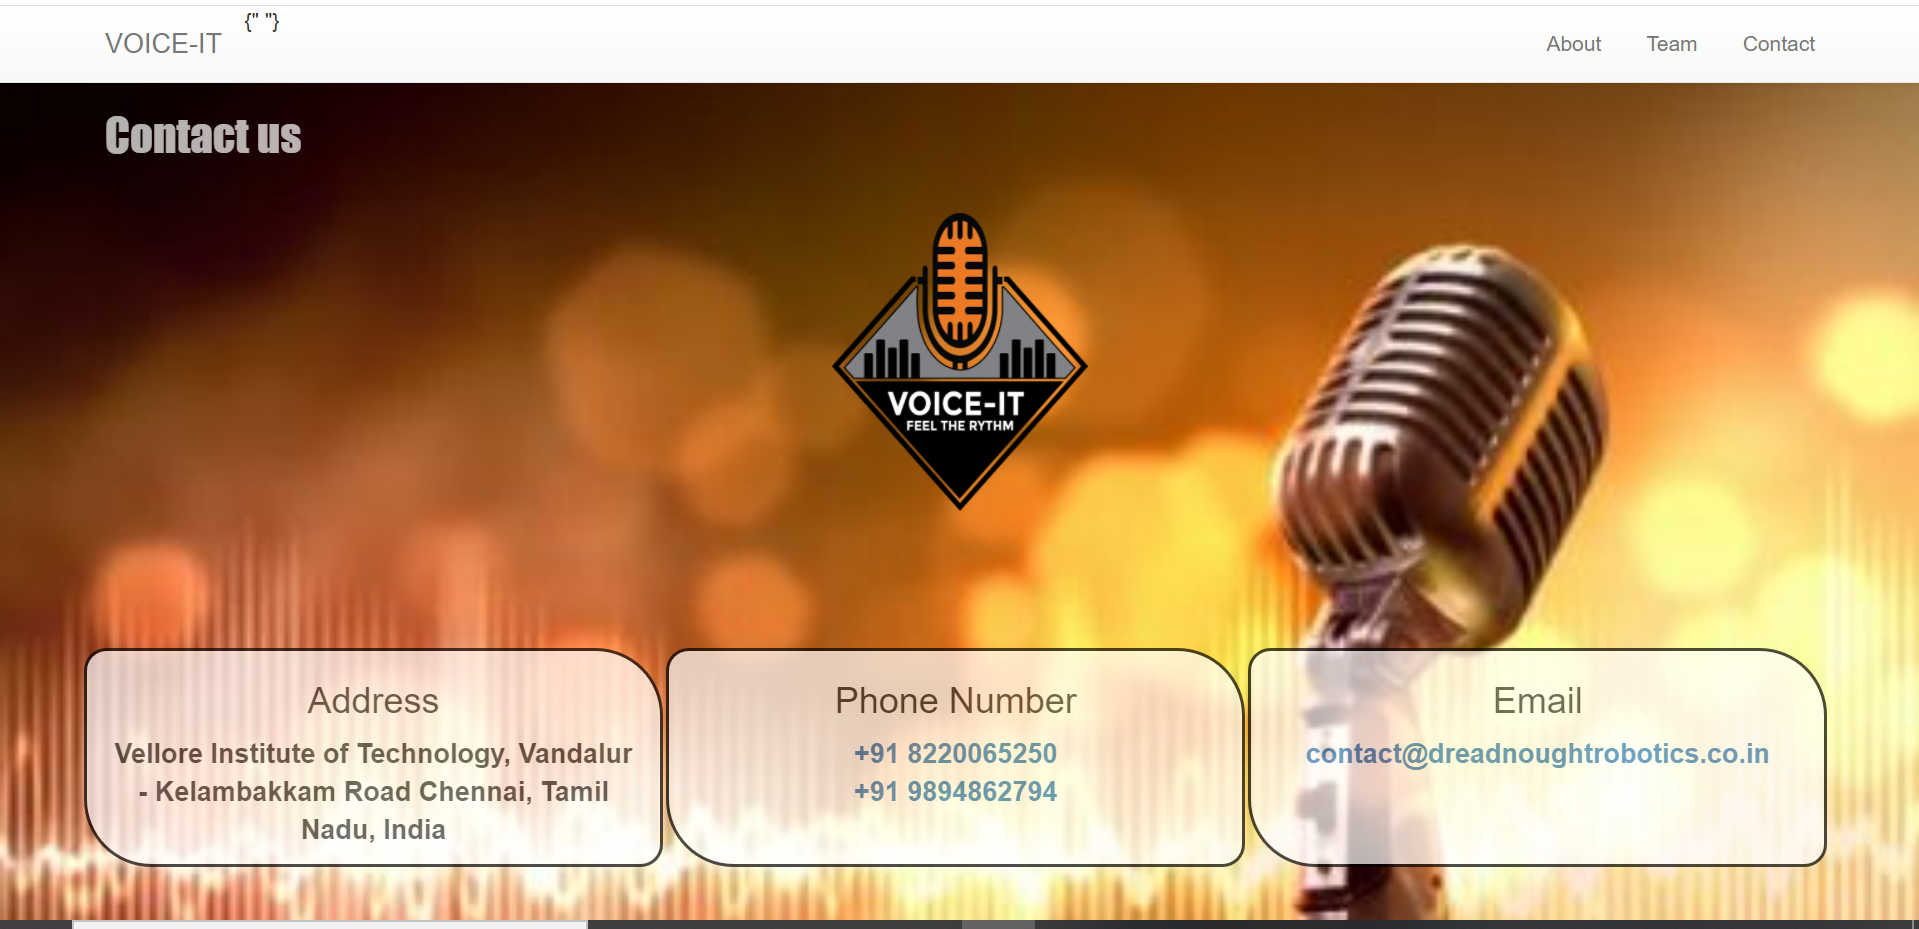 VOICE-IT
{" "}
About
Team
Contact
Contact us
VOICE-IT
FEEL THE RYTHM
Address
Vellore Institute of Technology, Vandalur
- Kelambakkam Road Chennai, Tamil
Nadu, India
Phone Number
+91 8220065250
+91 9894862794
Email
contact@dreadnoughtrobotics.co.in